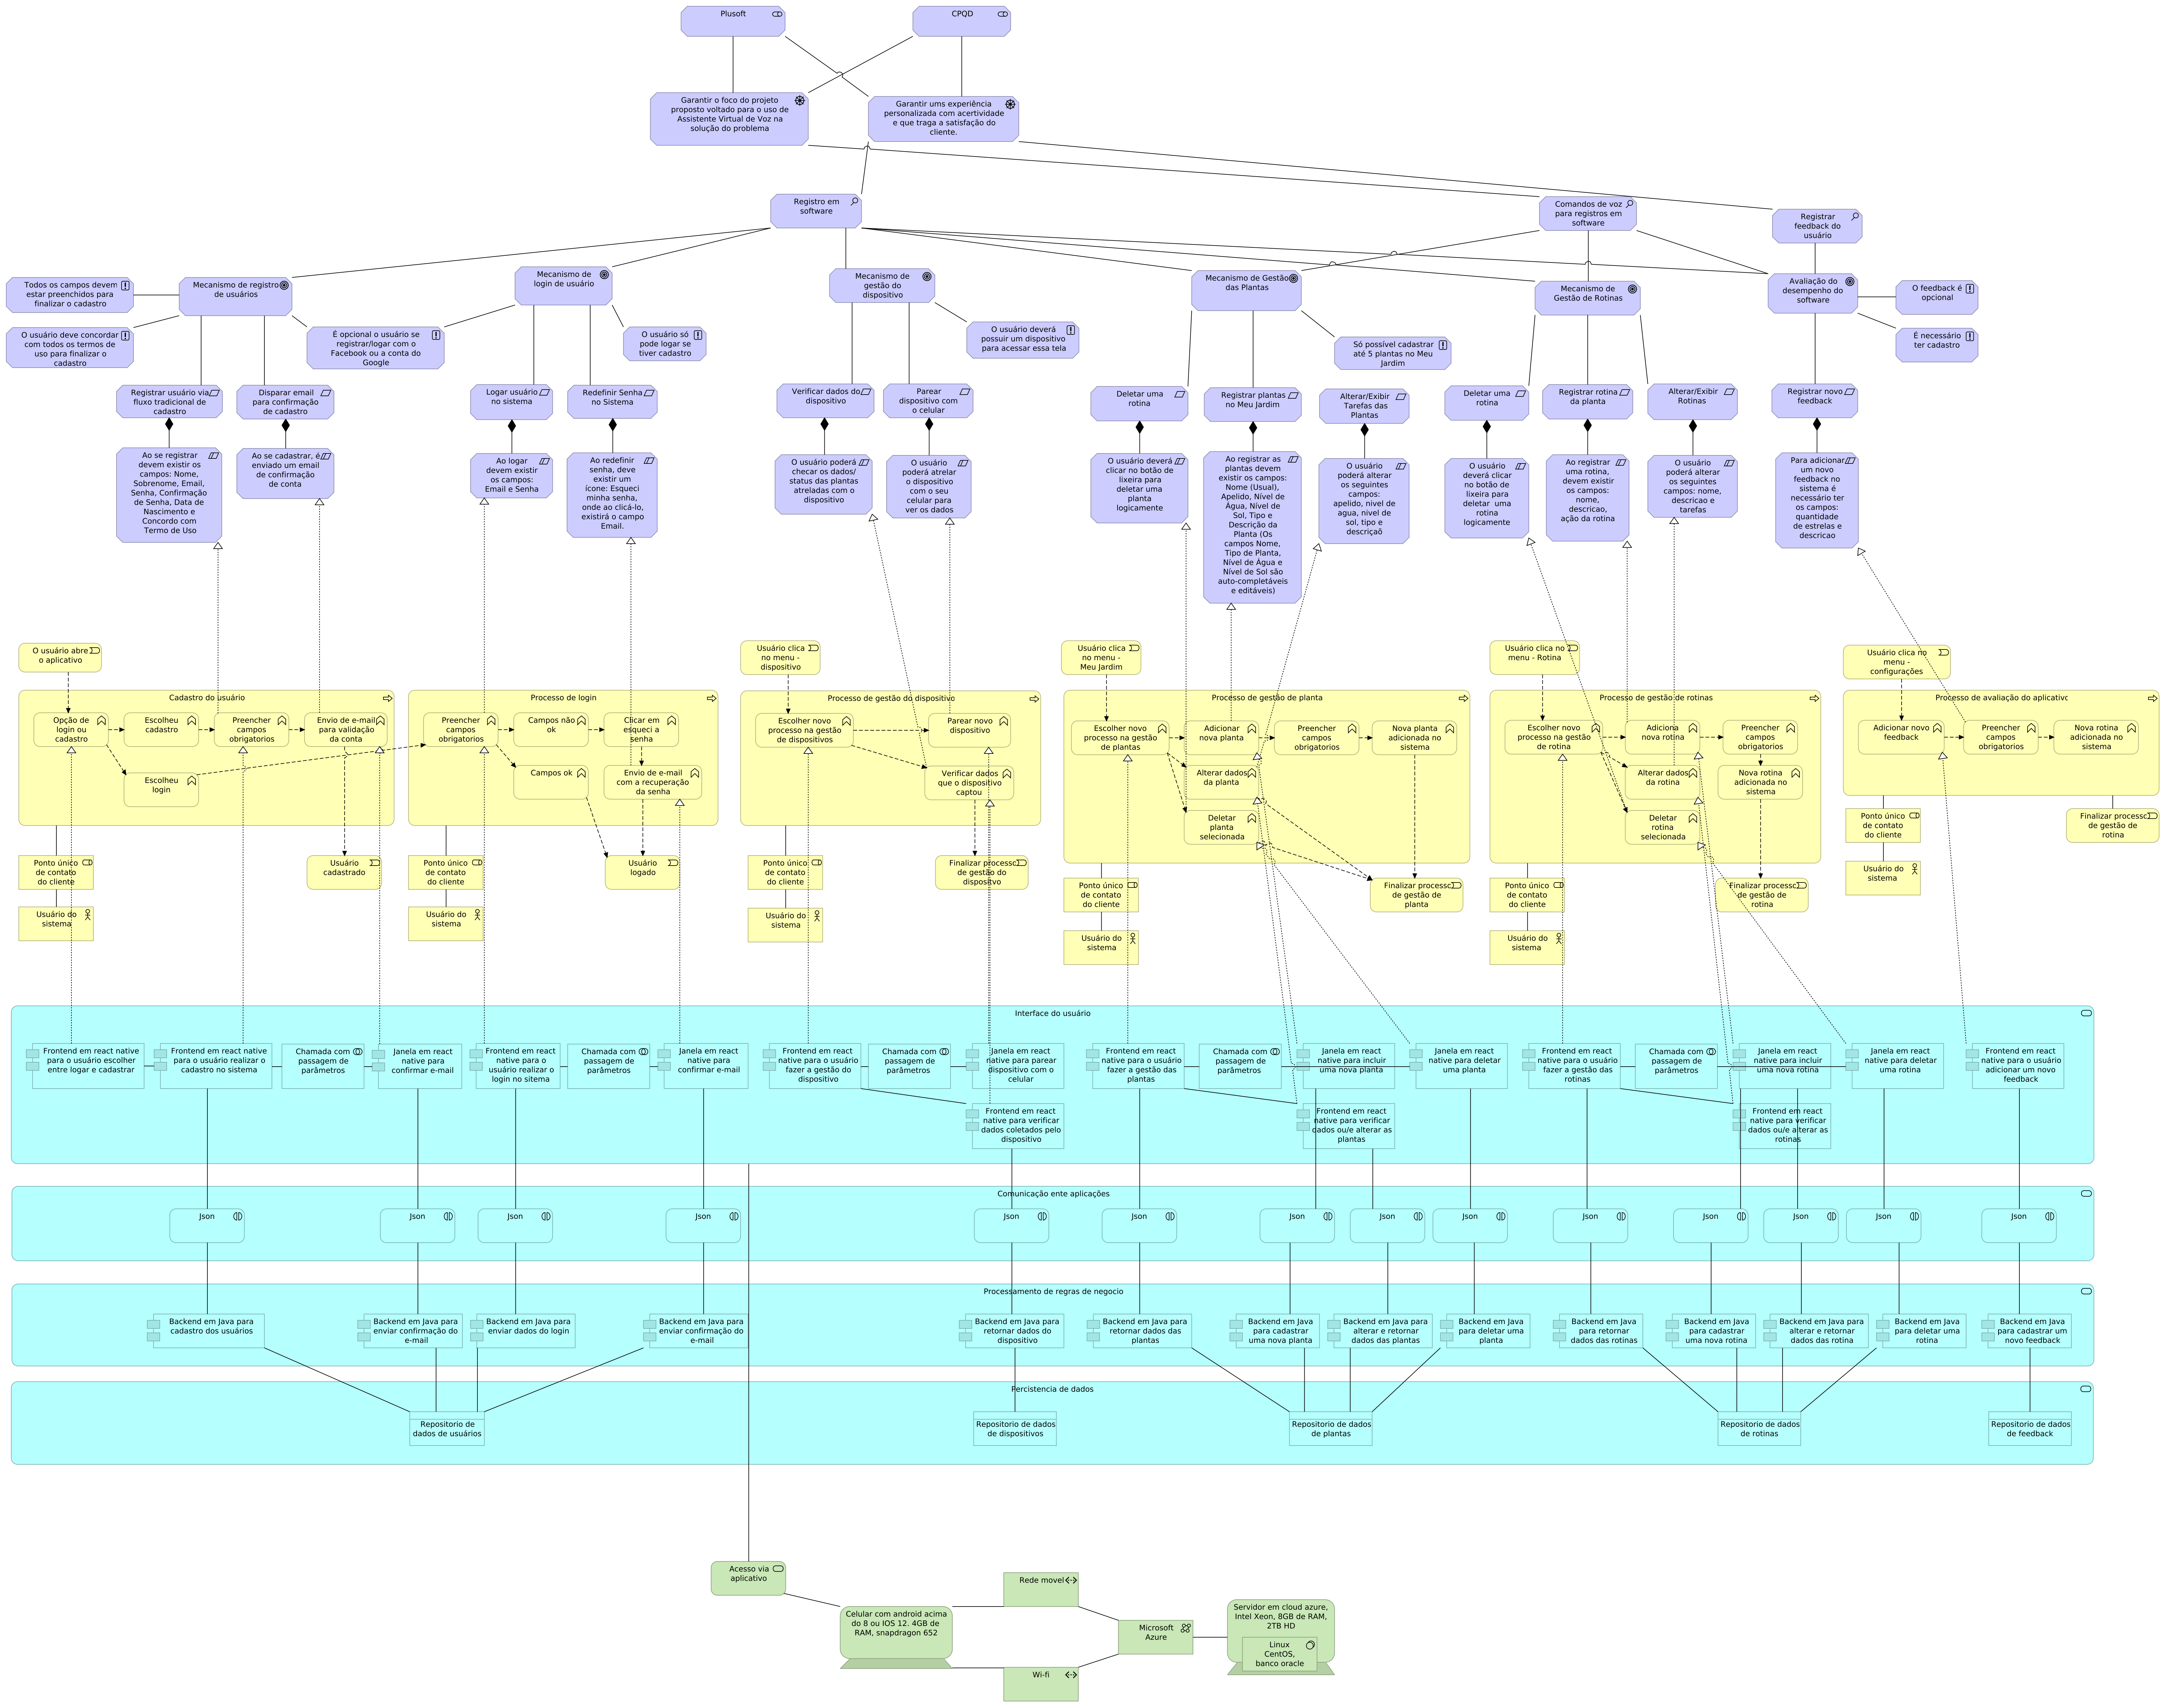 Plusoft
CPQD
Garantir o foco do projeto
proposto voltado para o uso de
Assistente Virtual de Voz na
solução do problema
Garantir ums experiência
personalizada com acertividade
e que traga a satisfação do
cliente.
Registro em
software
Comandos de voz
para registros em
software
Registrar
feedback do
usuário
Todos os campos devem
estar preenchidos para
finalizar o cadastro
Mecanismo de registro
de usuários
Mecanismo de
login de usuário
Mecanismo de
gestão do
dispositivo
Mecanismo de Gestão
das Plantas
Mecanismo de
Gestão de Rotinas
Avaliação do
desempenho do
software
O feedback é
opcional
O usuário deve concordar
com todos os termos de
uso para finalizar o
cadastro
É opcional o usuário se
registrar/logar com o
Facebook ou a conta do
Google
O usuário só
pode logar se
tiver cadastro
O usuário deverá
possuir um dispositivo
para acessar essa tela
Só possível cadastrar
até 5 plantas no Meu
Jardim
É necessário
ter cadastro
Registrar usuário via
fluxo tradicional de
cadastro
Disparar email
para confirmação
de cadastro
Logar usuário
no sistema
Redefinir Senha
no Sistema
Verificar dados do
dispositivo
Parear
dispositivo com
o celular
Deletar uma
rotina
Registrar plantas
no Meu Jardim
Alterar/Exibir
Tarefas das
Plantas
Deletar uma
rotina
Registrar rotina
da planta
Alterar/Exibir
Rotinas
Registrar novo
feedback
Ao se registrar
devem existir os
campos: Nome,
Sobrenome, Email,
Senha, Confirmação
de Senha, Data de
Nascimento e
Concordo com
Termo de Uso
Ao se cadastrar, é
enviado um email
de confirmação
de conta
Ao logar
devem existir
os campos:
Email e Senha
Ao redefinir
senha, deve
existir um
ícone: Esqueci
minha senha,
onde ao clicá-lo,
existirá o campo
Email.
O usuário poderá
checar os dados/
status das plantas
atreladas com o
dispositivo
O usuário
poderá atrelar
o dispositivo
com o seu
celular para
ver os dados
O usuário deverá
clicar no botão de
lixeira para
deletar uma
planta
logicamente
Ao registrar as
plantas devem
existir os campos:
Nome (Usual),
Apelido, Nível de
Água, Nível de
Sol, Tipo e
Descrição da
Planta (Os
campos Nome,
Tipo de Planta,
Nível de Água e
Nível de Sol são
auto-completáveis
e editáveis)
O usuário
poderá alterar
os seguintes
campos:
apelido, nivel de
agua, nivel de
sol, tipo e
descriçaõ
O usuário
deverá clicar
no botão de
lixeira para
deletar uma
rotina
logicamente
Ao registrar
uma rotina,
devem existir
os campos:
nome,
descricao,
ação da rotina
O usuário
poderá alterar
os seguintes
campos: nome,
descricao e
tarefas
Para adicionar
um novo
feedback no
sistema é
necessário ter
os campos:
quantidade
de estrelas e
descricao
O usuário abre
o aplicativo
Usuário clica
no menu -
dispositivo
Usuário clica
no menu -
Meu Jardim
Usuário clica no
menu - Rotina
Usuário clica no
menu -
configurações
Cadastro do usuário
Opção de
login ou
cadastro
Escolheu
cadastro
Preencher
campos
obrigatorios
Envio de e-mail
para validação
da conta
Escolheu
login
Processo de login
Preencher
campos
obrigatorios
Campos não
ok
Clicar em
esqueci a
senha
Campos ok
Envio de e-mail
com a recuperação
da senha
Processo de gestão do dispositivo
Escolher novo
processo na gestão
de dispositivos
Parear novo
dispositivo
Verificar dados
que o dispositivo
captou
Processo de gestão de planta
Escolher novo
processo na gestão
de plantas
Adicionar
nova planta
Preencher
campos
obrigatorios
Nova planta
adicionada no
sistema
Alterar dados
da planta
Deletar
planta
selecionada
Processo de gestão de rotinas
Escolher novo
processo na gestão
de rotina
Adiciona
nova rotina
Preencher
campos
obrigatorios
Alterar dados
da rotina
Nova rotina
adicionada no
sistema
Deletar
rotina
selecionada
Processo de avaliação do aplicativo
Adicionar novo
feedback
Preencher
campos
obrigatorios
Nova rotina
adicionada no
sistema
Ponto único
de contato
do cliente
Usuário
cadastrado
Ponto único
de contato
do cliente
Usuário
logado
Ponto único
de contato
do cliente
Finalizar processo
de gestão do
dispositvo
Ponto único
de contato
do cliente
Finalizar processo
de gestão de
planta
Ponto único
de contato
do cliente
Finalizar processo
de gestão de
rotina
Ponto único
de contato
do cliente
Finalizar processo
de gestão de
rotina
Usuário do
sistema
Usuário do
sistema
Usuário do
sistema
Usuário do
sistema
Usuário do
sistema
Usuário do
sistema
Interface do usuário
Frontend em react native
para o usuário escolher
entre logar e cadastrar
Frontend em react native
para o usuário realizar o
cadastro no sistema
Chamada com
passagem de
parâmetros
Janela em react
native para
confirmar e-mail
Frontend em react
native para o
usuário realizar o
login no sitema
Chamada com
passagem de
parâmetros
Janela em react
native para
confirmar e-mail
Frontend em react
native para o usuário
fazer a gestão do
dispositivo
Chamada com
passagem de
parâmetros
Janela em react
native para parear
dispositivo com o
celular
Frontend em react
native para o usuário
fazer a gestão das
plantas
Chamada com
passagem de
parâmetros
Janela em react
native para incluir
uma nova planta
Janela em react
native para deletar
uma planta
Frontend em react
native para o usuário
fazer a gestão das
rotinas
Chamada com
passagem de
parâmetros
Janela em react
native para incluir
uma nova rotina
Janela em react
native para deletar
uma rotina
Frontend em react
native para o usuário
adicionar um novo
feedback
Frontend em react
native para verificar
dados coletados pelo
dispositivo
Frontend em react
native para verificar
dados ou/e alterar as
plantas
Frontend em react
native para verificar
dados ou/e alterar as
rotinas
Comunicação ente aplicações
Json
Json
Json
Json
Json
Json
Json
Json
Json
Json
Json
Json
Json
Json
Processamento de regras de negocio
Backend em Java para
cadastro dos usuários
Backend em Java para
enviar confirmação do
e-mail
Backend em Java para
enviar dados do login
Backend em Java para
enviar confirmação do
e-mail
Backend em Java para
retornar dados do
dispositivo
Backend em Java para
retornar dados das
plantas
Backend em Java
para cadastrar
uma nova planta
Backend em Java para
alterar e retornar
dados das plantas
Backend em Java
para deletar uma
planta
Backend em Java
para retornar
dados das rotinas
Backend em Java
para cadastrar
uma nova rotina
Backend em Java para
alterar e retornar
dados das rotina
Backend em Java
para deletar uma
rotina
Backend em Java
para cadastrar um
novo feedback
Percistencia de dados
Repositorio de
dados de usuários
Repositorio de dados
de dispositivos
Repositorio de dados
de plantas
Repositorio de dados
de rotinas
Repositorio de dados
de feedback
Acesso via
aplicativo
Rede movel
Celular com android acima
do 8 ou IOS 12. 4GB de
RAM, snapdragon 652
Microsoft
Azure
Servidor em cloud azure,
Intel Xeon, 8GB de RAM,
2TB HD
Linux
CentOS,
banco oracle
Wi-fi